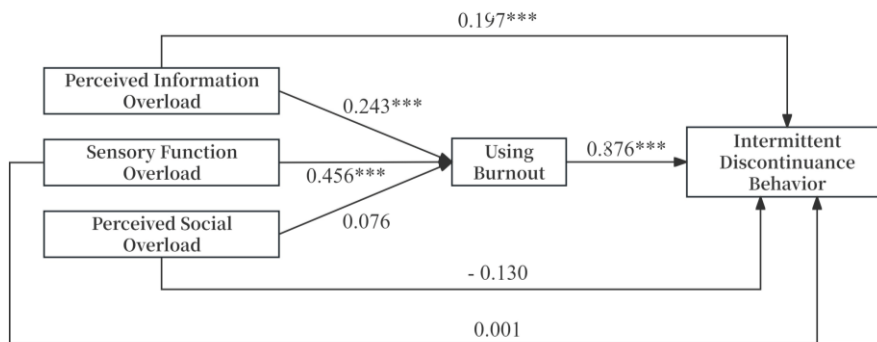 0.197***
Perceived Information
Overload
0.243***
Sensory Function
Overload
0.456***
Using
Burnout
0.876***
Intermittent
Discontinuance
Behavior
Perceived Social
Overload
0.076
- 0.130
0.001